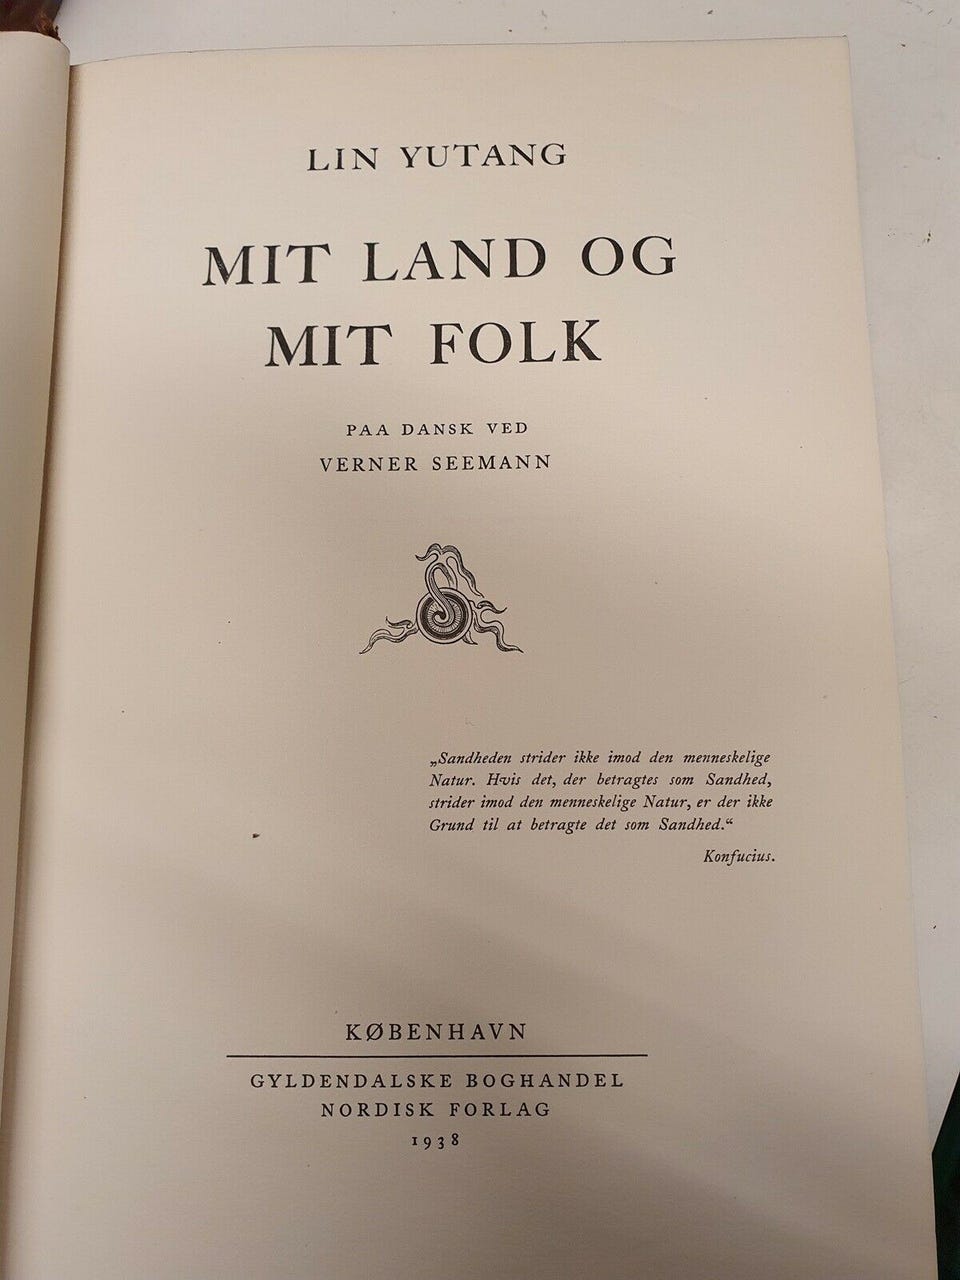 LIN YUTANG
MIT LAND OG
MIT FOLK
PAA DANSK VED
VERNER SEEMANN
„Sandheden strider ikke imod den menneskelige
Natur. Hvis det, der betragtes som Sandhed,
strider imod den menneskelige Natur, er der ikke
Grund til at betragte det som Sandhed.“
Konfucius.
KØBENHAVN
GYLDENDALSKE BOGHANDEL
NORDISK FORLAG
1938